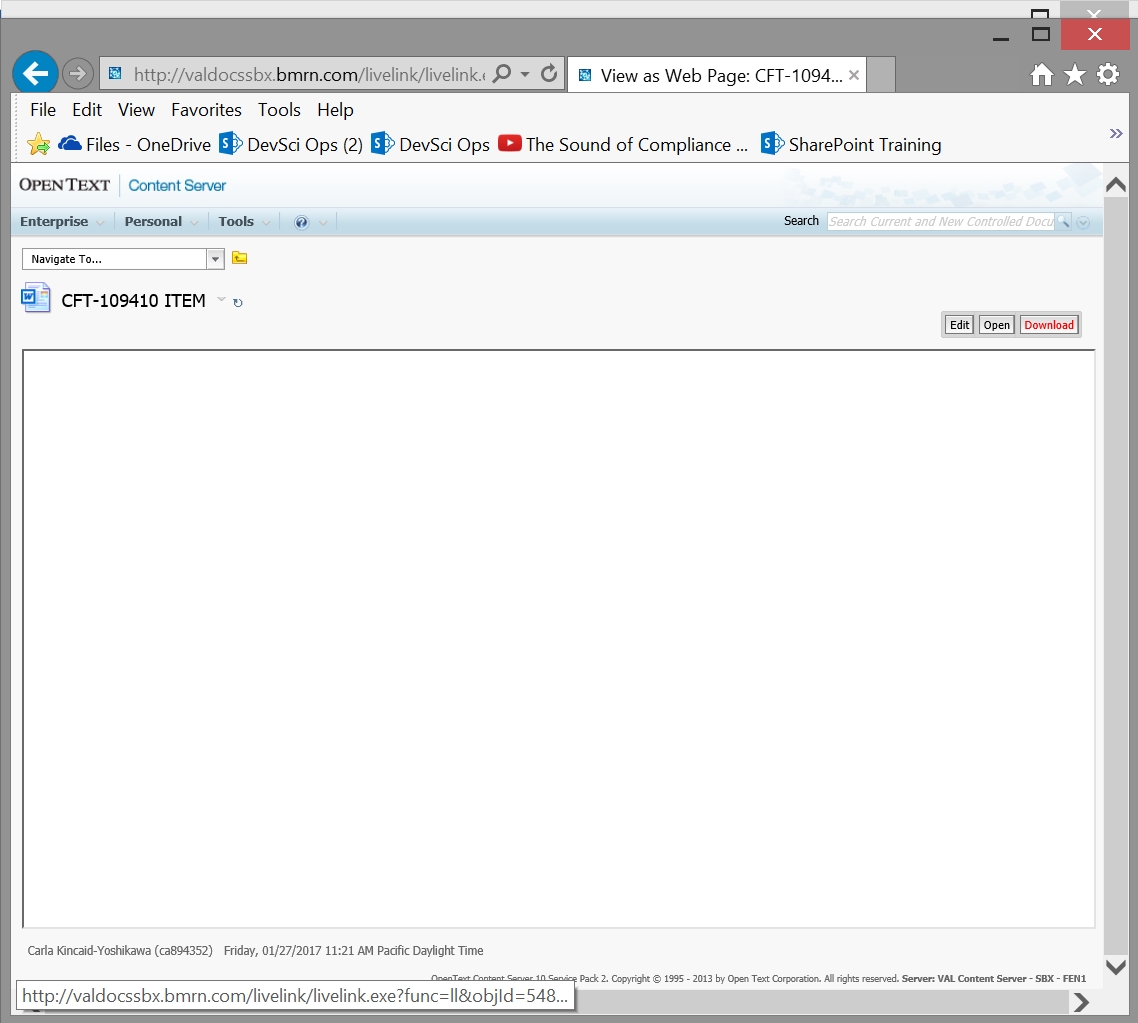 http://valdocssbx.bmrn.com/livelink/livelink.e
View as Web Page: CFT-1094...
File Edit View Favorites Tools Help
Files - OneDrive DevSci Ops (2) DevSci Ops The Sound of Compliance ... SharePoint Training
OPENTEXT Content Server
Enterprise Personal Tools Search Search Current and New Controlled Docu
Navigate To...
CFT-109410 ITEM
Edit Open Download
Carla Kincaid-Yoshikawa (ca894352) Friday, 01/27/2017 11:21 AM Pacific Daylight Time
OpenText Content Server 10 Service Pack 2. Copyright © 1995 - 2013 by Open Text Corporation. All rights reserved. Server: VAL Content Server - SBX - FEN1
http://valdocssbx.bmrn.com/livelink/livelink.exe?func=ll&objId=548...